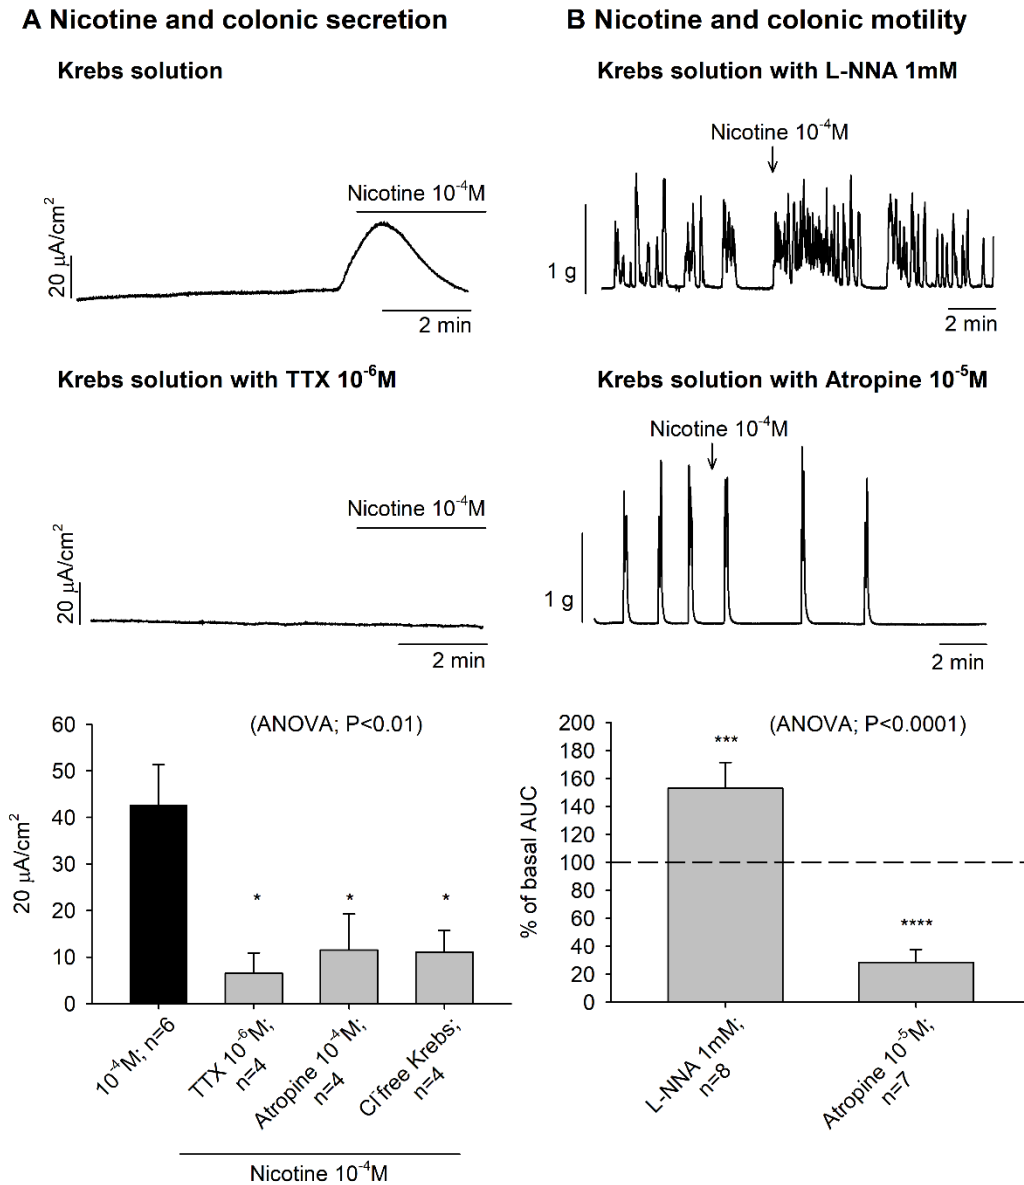 A Nicotine and colonic secretion
Krebs solution
Nicotine 10⁻⁴M
20 µA/cm²
2 min
Krebs solution with TTX 10⁻⁶M
Nicotine 10⁻⁴M
20 µA/cm²
2 min
(ANOVA; P<0.01)
60
50
40
30
20
10
0
20 µA/cm²
*
*
*
10⁻⁴M; n=6
TTX 10⁻⁶M;
n=4
Atropine 10⁻⁴M;
n=4
Cl⁻free Krebs;
n=4
Nicotine 10⁻⁴M
B Nicotine and colonic motility
Krebs solution with L-NNA 1mM
Nicotine 10⁻⁴M
1 g
2 min
Krebs solution with Atropine 10⁻⁵M
Nicotine 10⁻⁴M
1 g
2 min
(ANOVA; P<0.0001)
200
180
160
140
120
100
80
60
40
20
0
% of basal AUC
***
****
L-NNA 1mM;
n=8
Atropine 10⁻⁵M;
n=7